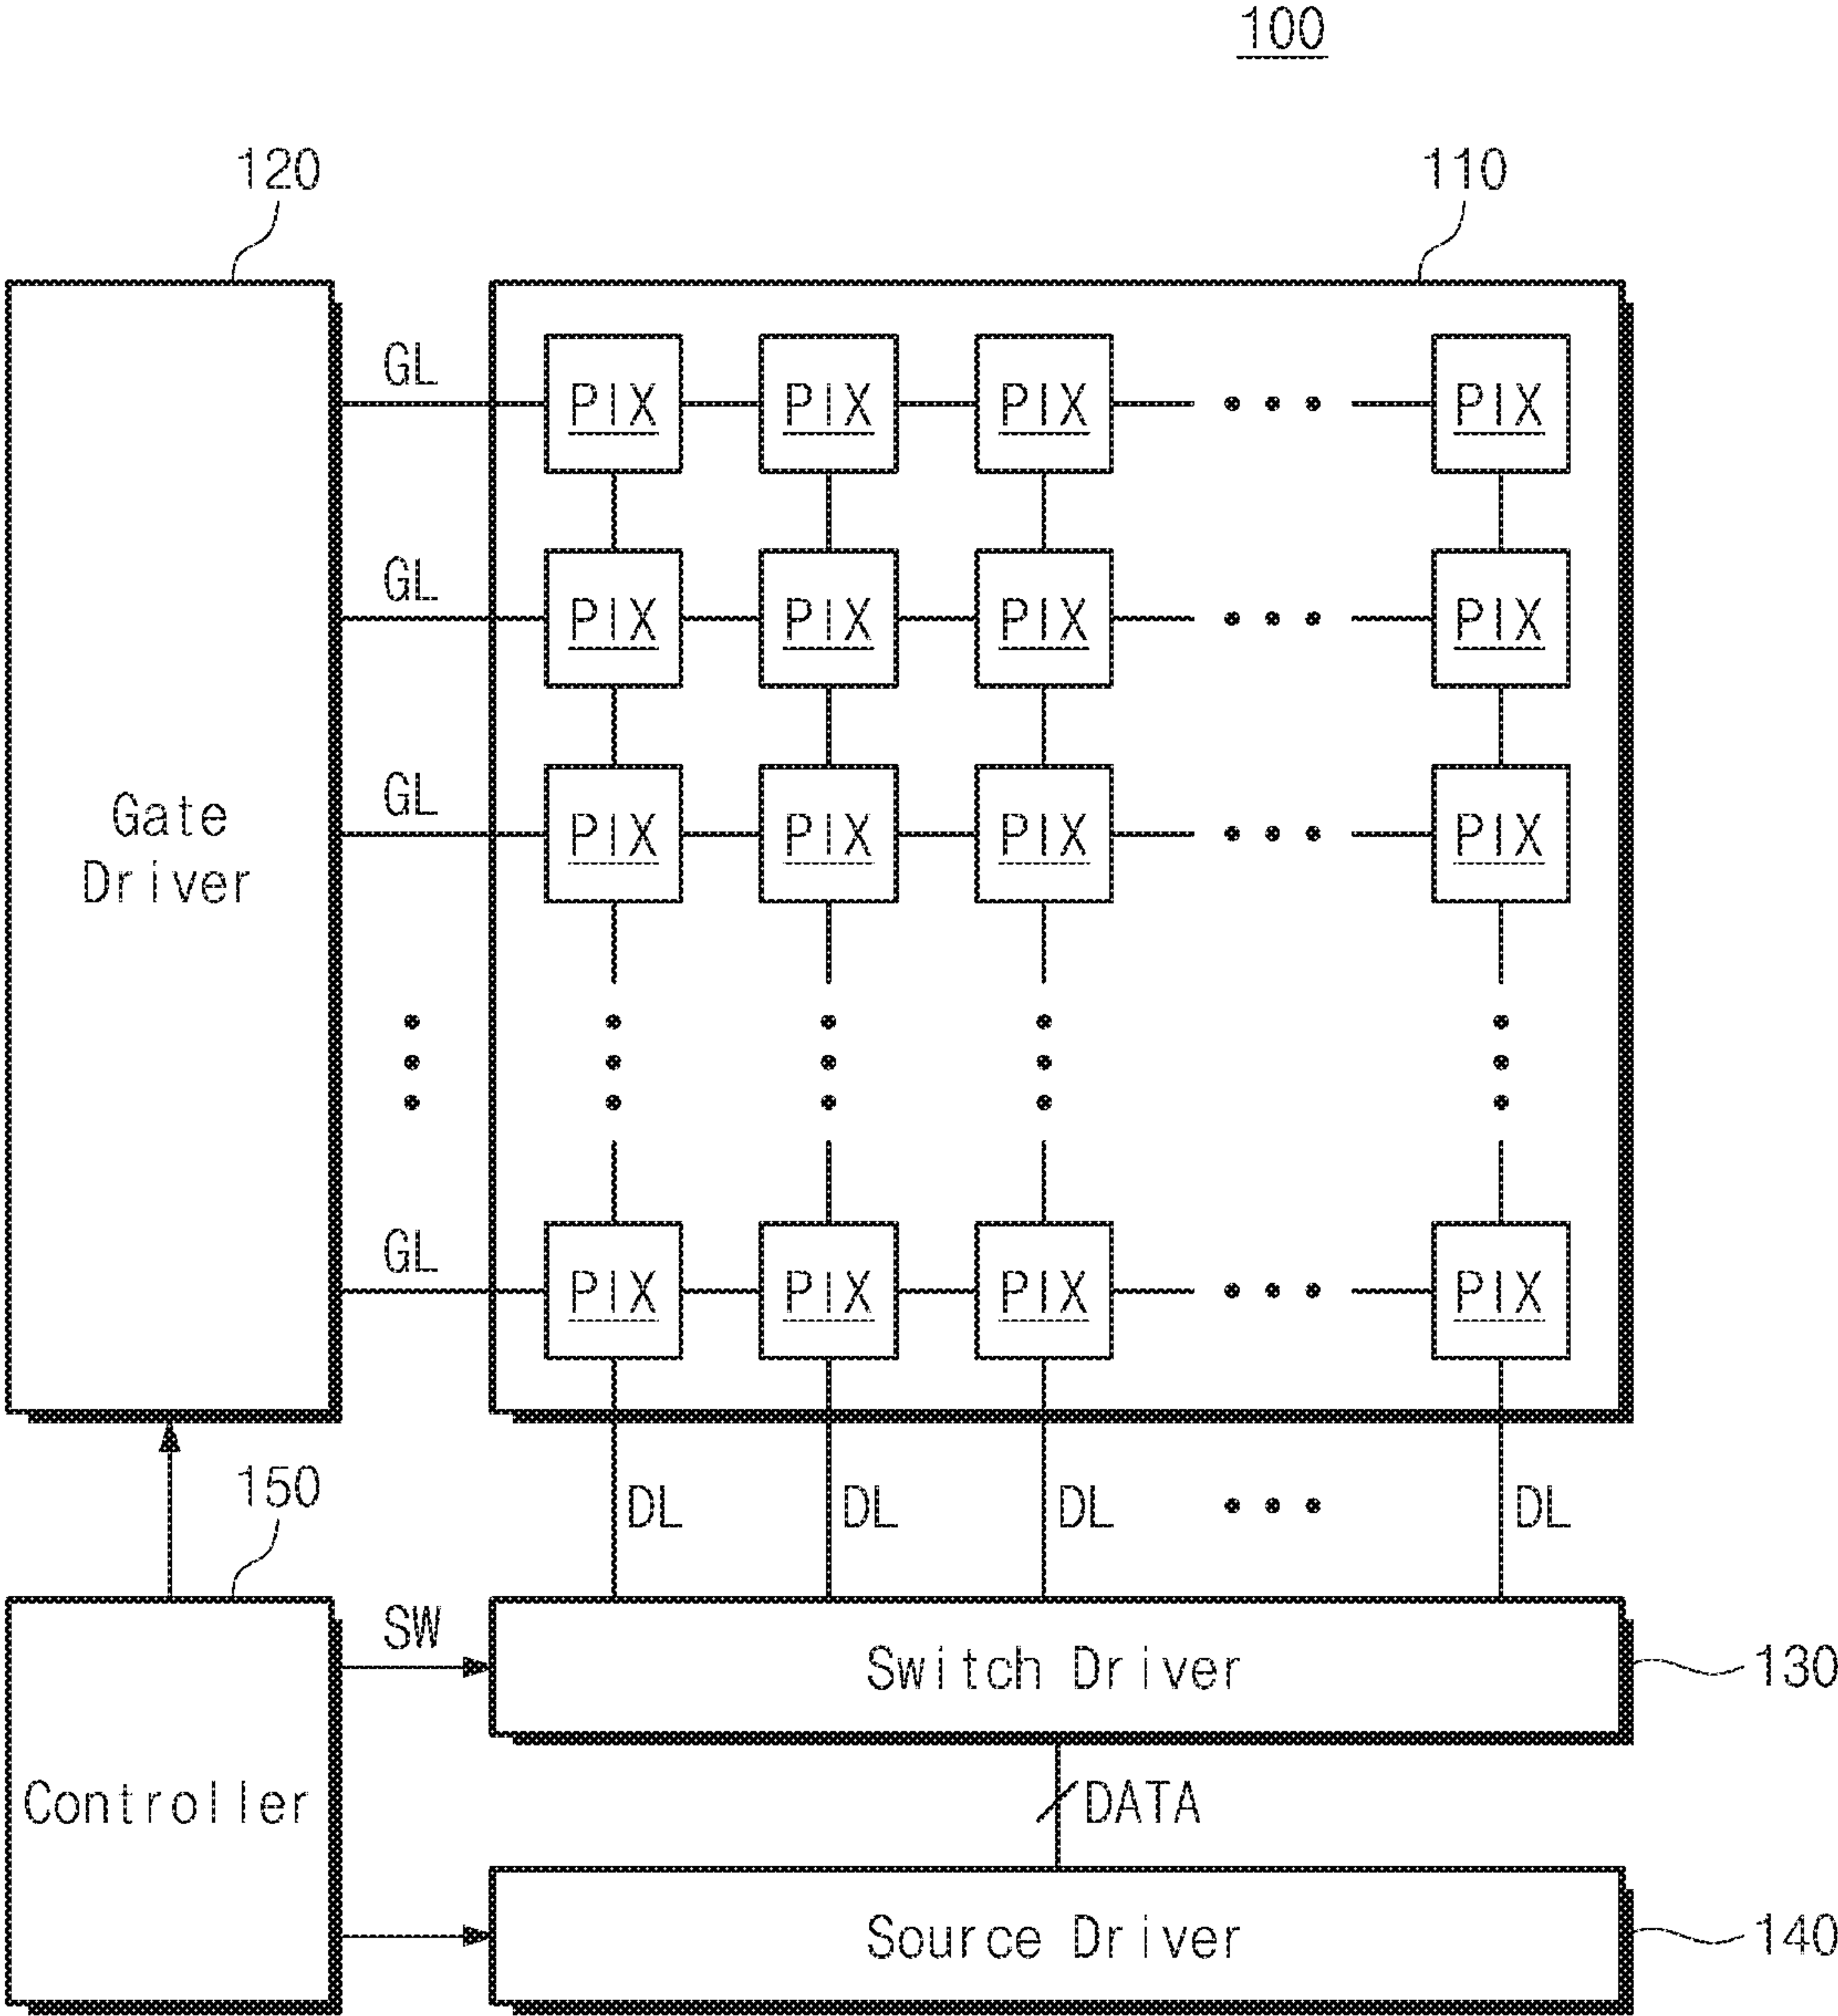 100
120
110
GL
PIX PIX PIX PIX
GL
PIX PIX PIX PIX
GL
PIX PIX PIX PIX
Gate
Driver
GL
PIX PIX PIX PIX
150
DL DL DL DL
SW
Switch Driver
130
Controller
DATA
Source Driver
140